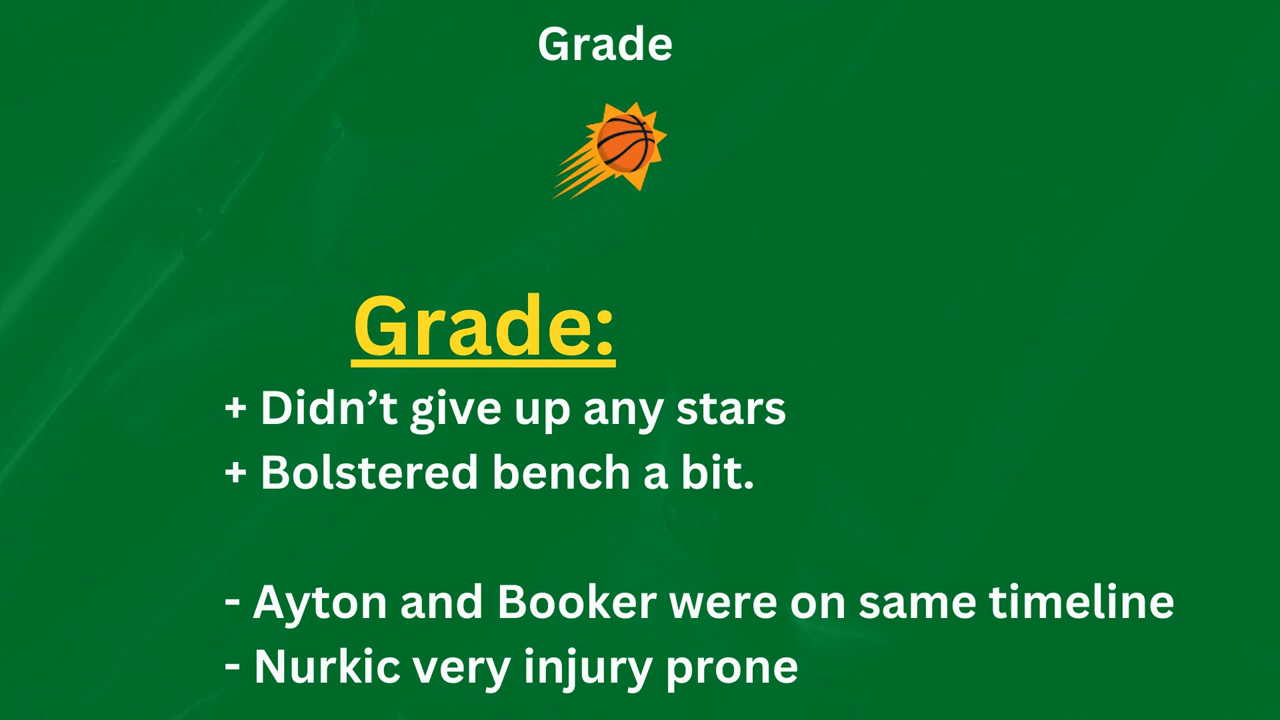 Grade
Grade:
+ Didn’t give up any stars
+ Bolstered bench a bit.
- Ayton and Booker were on same timeline
- Nurkic very injury prone